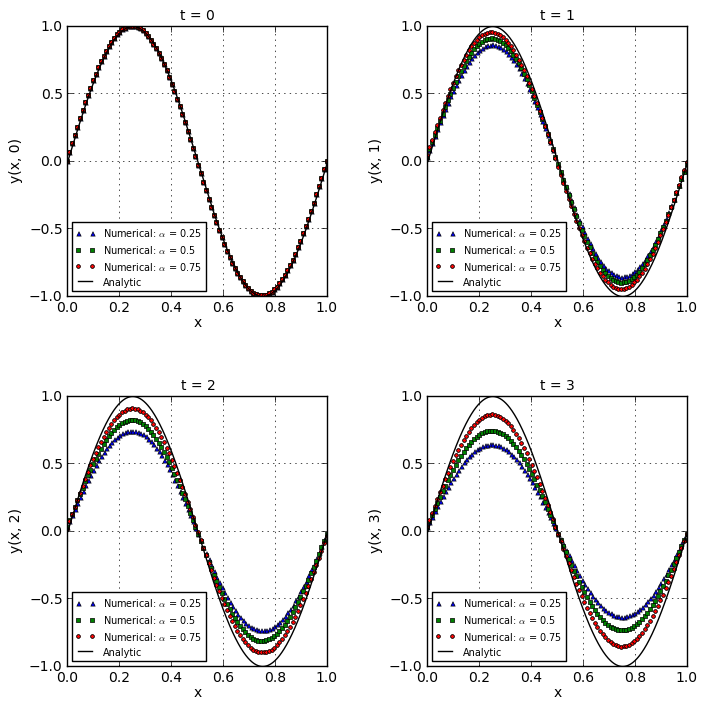 t = 0
1.0
0.5
0.0
−0.5
−1.0
y(x, 0)
Numerical: α = 0.25
Numerical: α = 0.5
Numerical: α = 0.75
Analytic
0.0 0.2 0.4 0.6 0.8 1.0
x
t = 1
1.0
0.5
0.0
−0.5
−1.0
y(x, 1)
Numerical: α = 0.25
Numerical: α = 0.5
Numerical: α = 0.75
Analytic
0.0 0.2 0.4 0.6 0.8 1.0
x
t = 2
1.0
0.5
0.0
−0.5
−1.0
y(x, 2)
Numerical: α = 0.25
Numerical: α = 0.5
Numerical: α = 0.75
Analytic
0.0 0.2 0.4 0.6 0.8 1.0
x
t = 3
1.0
0.5
0.0
−0.5
−1.0
y(x, 3)
Numerical: α = 0.25
Numerical: α = 0.5
Numerical: α = 0.75
Analytic
0.0 0.2 0.4 0.6 0.8 1.0
x